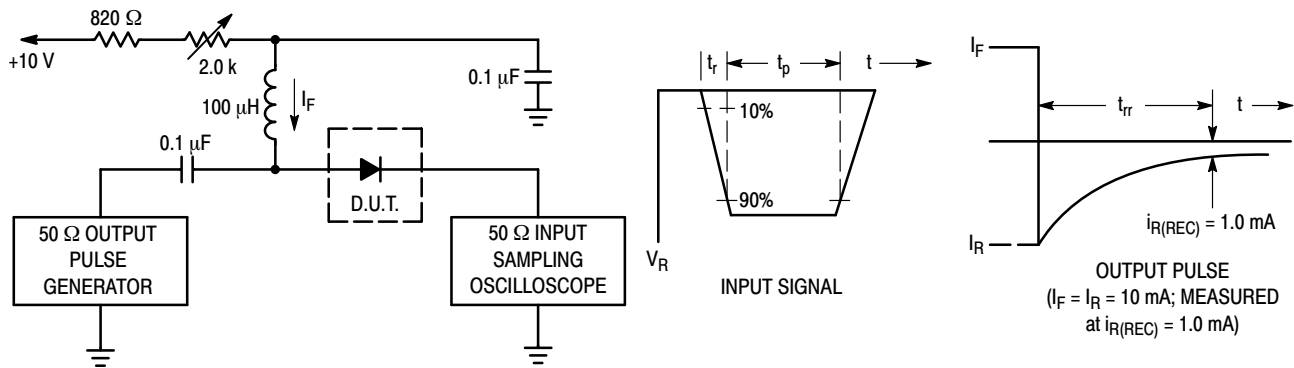 820 Ω
+10 V
2.0 k
100 μH
I_F
0.1 μF
0.1 μF
D.U.T.
50 Ω OUTPUT
PULSE
GENERATOR
50 Ω INPUT
SAMPLING
OSCILLOSCOPE
t_r
t_p
t
10%
90%
V_R
INPUT SIGNAL
I_F
t_rr
t
I_R
i_R(REC) = 1.0 mA
OUTPUT PULSE
(I_F = I_R = 10 mA; MEASURED
at i_R(REC) = 1.0 mA)